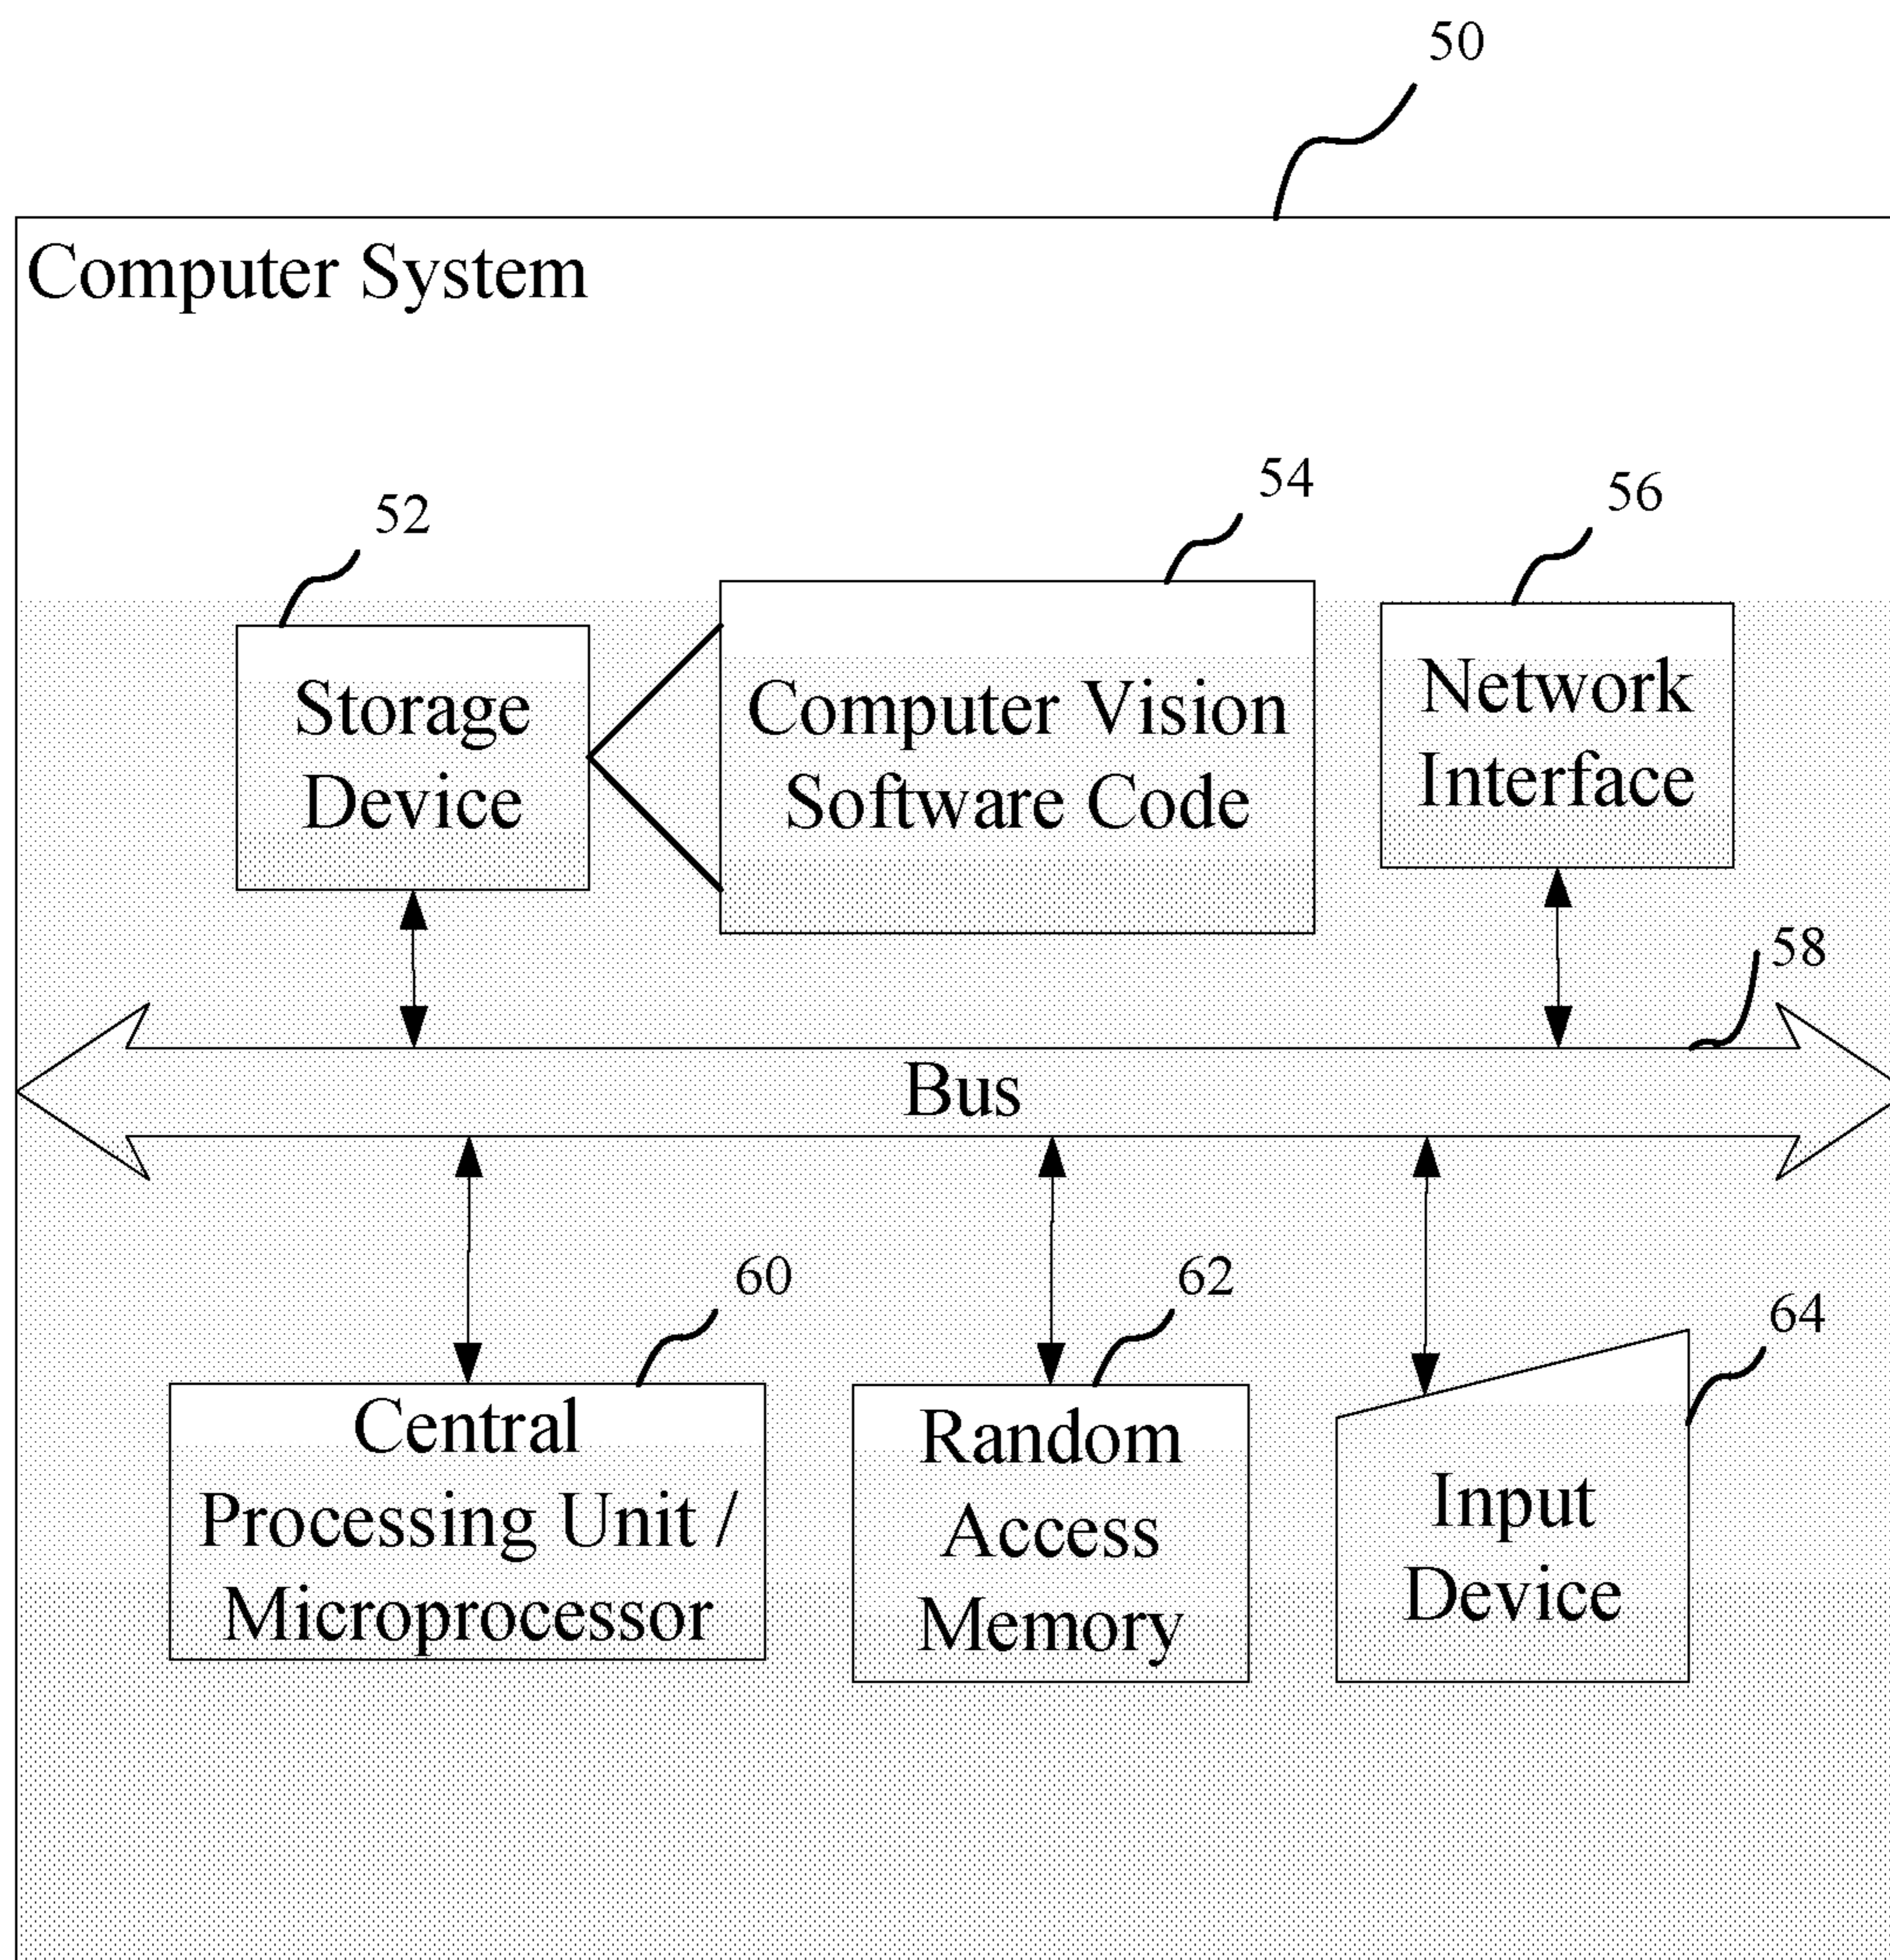 50
Computer System
52
54
56
Storage
Device
Computer Vision
Software Code
Network
Interface
58
Bus
60
62
64
Central
Processing Unit /
Microprocessor
Random
Access
Memory
Input
Device